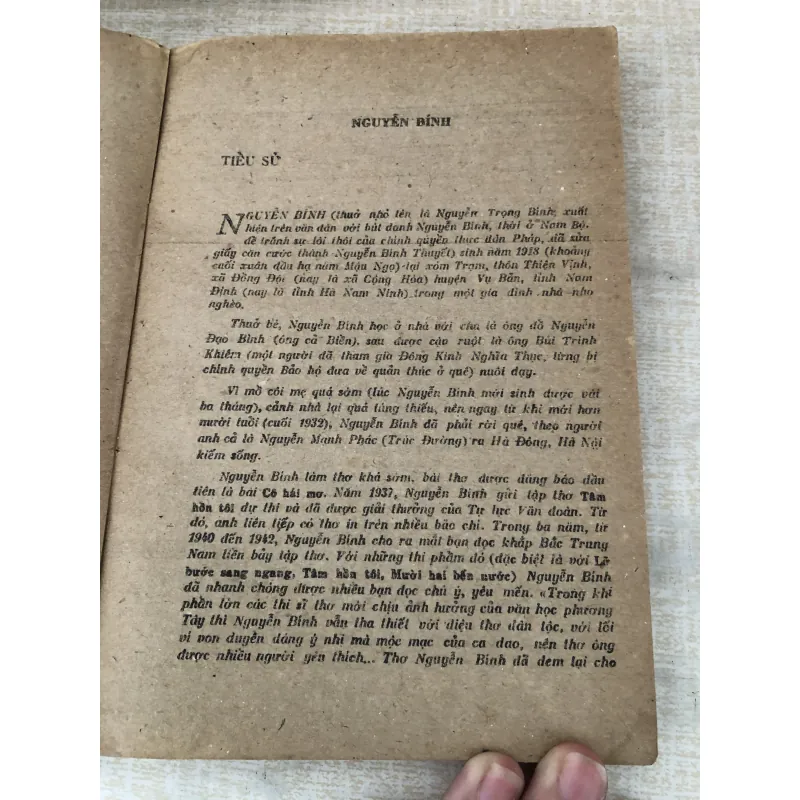 NGUYỄN BÍNH
TIỂU SỬ
NGUYỄN BÍNH (thuở nhỏ tên là Nguyễn Trọng Bính, xuất
hiện trên văn đàn với bút danh Nguyễn Bính, thời ở Nam Bộ,
để tránh sự lôi thôi của chính quyền thực dân Pháp, đã sửa
giấy căn cước thành Nguyễn Bính Thuyết) sinh năm 1918 (khoảng
cuối xuân đầu hạ năm Mậu Ngọ) tại xóm Trạm, thôn Thiện Vịnh,
xã Đồng Đội (nay là xã Cộng Hòa) huyện Vụ Bản, tỉnh Nam
Định (nay là tỉnh Hà Nam Ninh) trong một gia đình nhà nho
nghèo.
Thuở bé, Nguyễn Bính học ở nhà với cha là ông đồ Nguyễn
Đạo Bình (ông cả Biền), sau được cậu ruột là ông Bùi Trình
Khiêm (một người đã tham gia Đông Kinh Nghĩa Thục, từng bị
chính quyền Bảo hộ đưa về quản thúc ở quê) nuôi dạy.
Vì mồ côi mẹ quá sớm (lúc Nguyễn Bính mới sinh được vài
ba tháng), cảnh nhà lại quá túng thiếu, nên ngay từ khi mới hơn
mười tuổi (cuối 1932), Nguyễn Bính đã phải rời quê, theo người
anh cả là Nguyễn Mạnh Phác (Trúc Đường) ra Hà Đông, Hà Nội
kiếm sống.
Nguyễn Bính làm thơ khá sớm, bài thơ được đăng báo đầu
tiên là bài Cô hái mơ. Năm 1937, Nguyễn Bính gửi tập thơ Tâm
hồn tôi dự thi và đã được giải thưởng của Tự lực Văn đoàn. Từ
đó, anh liên tiếp có thơ in trên nhiều báo chí. Trong ba năm, từ
1940 đến 1942, Nguyễn Bính cho ra mắt bạn đọc khắp Bắc Trung
Nam liền bảy tập thơ. Với những thi phẩm đó (đặc biệt là với Lỡ
bước sang ngang, Tâm hồn tôi, Mười hai bến nước) Nguyễn Bính
đã nhanh chóng được nhiều bạn đọc chú ý, yêu mến. «Trong khi
phần lớn các thi sĩ thơ mới chịu ảnh hưởng của văn học phương
Tây thì Nguyễn Bính vẫn tha thiết với điệu thơ dân tộc, với lối
ví von duyên dáng ý nhị mà mộc mạc của ca dao, nên thơ ông
được nhiều người yêu thích... Thơ Nguyễn Bính đã đem lại cho